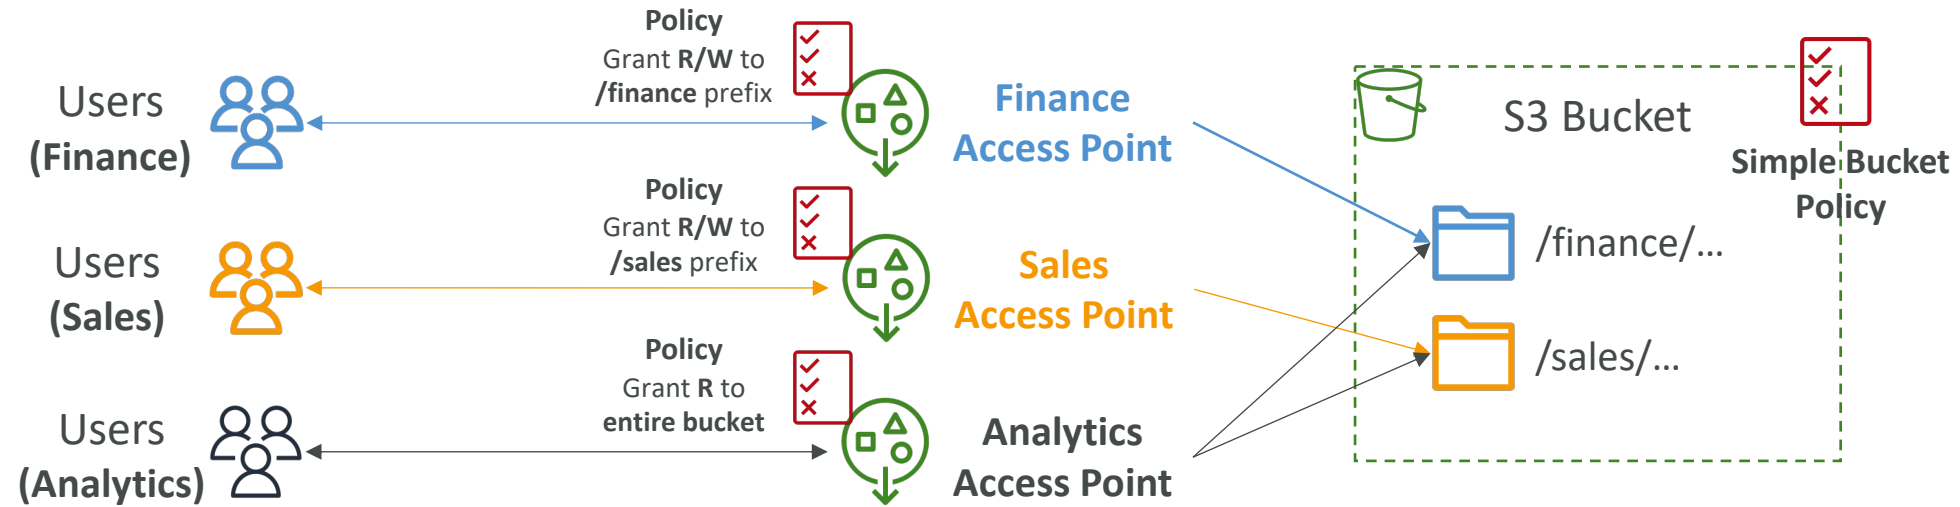 Users
(Finance)
Policy
Grant R/W to
/finance prefix
Finance
Access Point
Users
(Sales)
Policy
Grant R/W to
/sales prefix
Sales
Access Point
Users
(Analytics)
Policy
Grant R to
entire bucket
Analytics
Access Point
S3 Bucket
Simple Bucket
Policy
/finance/...
/sales/...